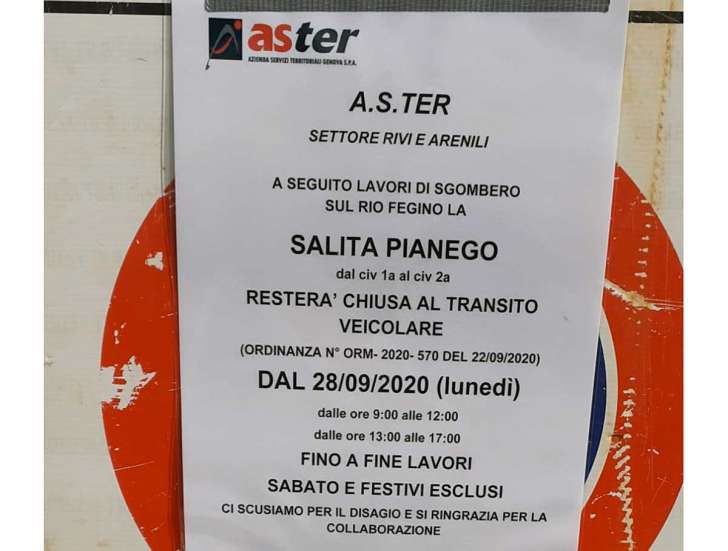 aster
AZIENDA SERVIZI TERRITORIALI GENOVA S.P.A.
A.S.TER
SETTORE RIVI E ARENILI
A SEGUITO LAVORI DI SGOMBERO
SUL RIO FEGINO LA
SALITA PIANEGO
dal civ 1a al civ 2a
RESTERA' CHIUSA AL TRANSITO
VEICOLARE
(ORDINANZA N° ORM- 2020- 570 DEL 22/09/2020)
DAL 28/09/2020 (lunedì)
dalle ore 9:00 alle 12:00
dalle ore 13:00 alle 17:00
FINO A FINE LAVORI
SABATO E FESTIVI ESCLUSI
CI SCUSIAMO PER IL DISAGIO E SI RINGRAZIA PER LA
COLLABORAZIONE